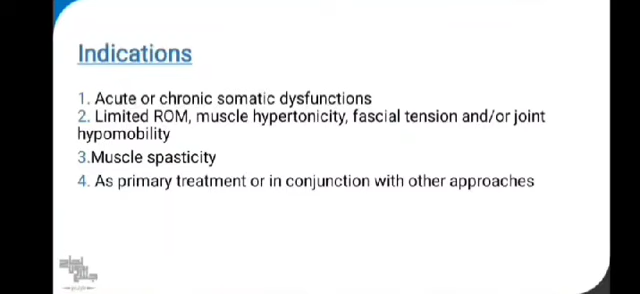 Indications
1. Acute or chronic somatic dysfunctions
2. Limited ROM, muscle hypertonicity, fascial tension and/or joint
hypomobility
3.Muscle spasticity
4. As primary treatment or in conjunction with other approaches